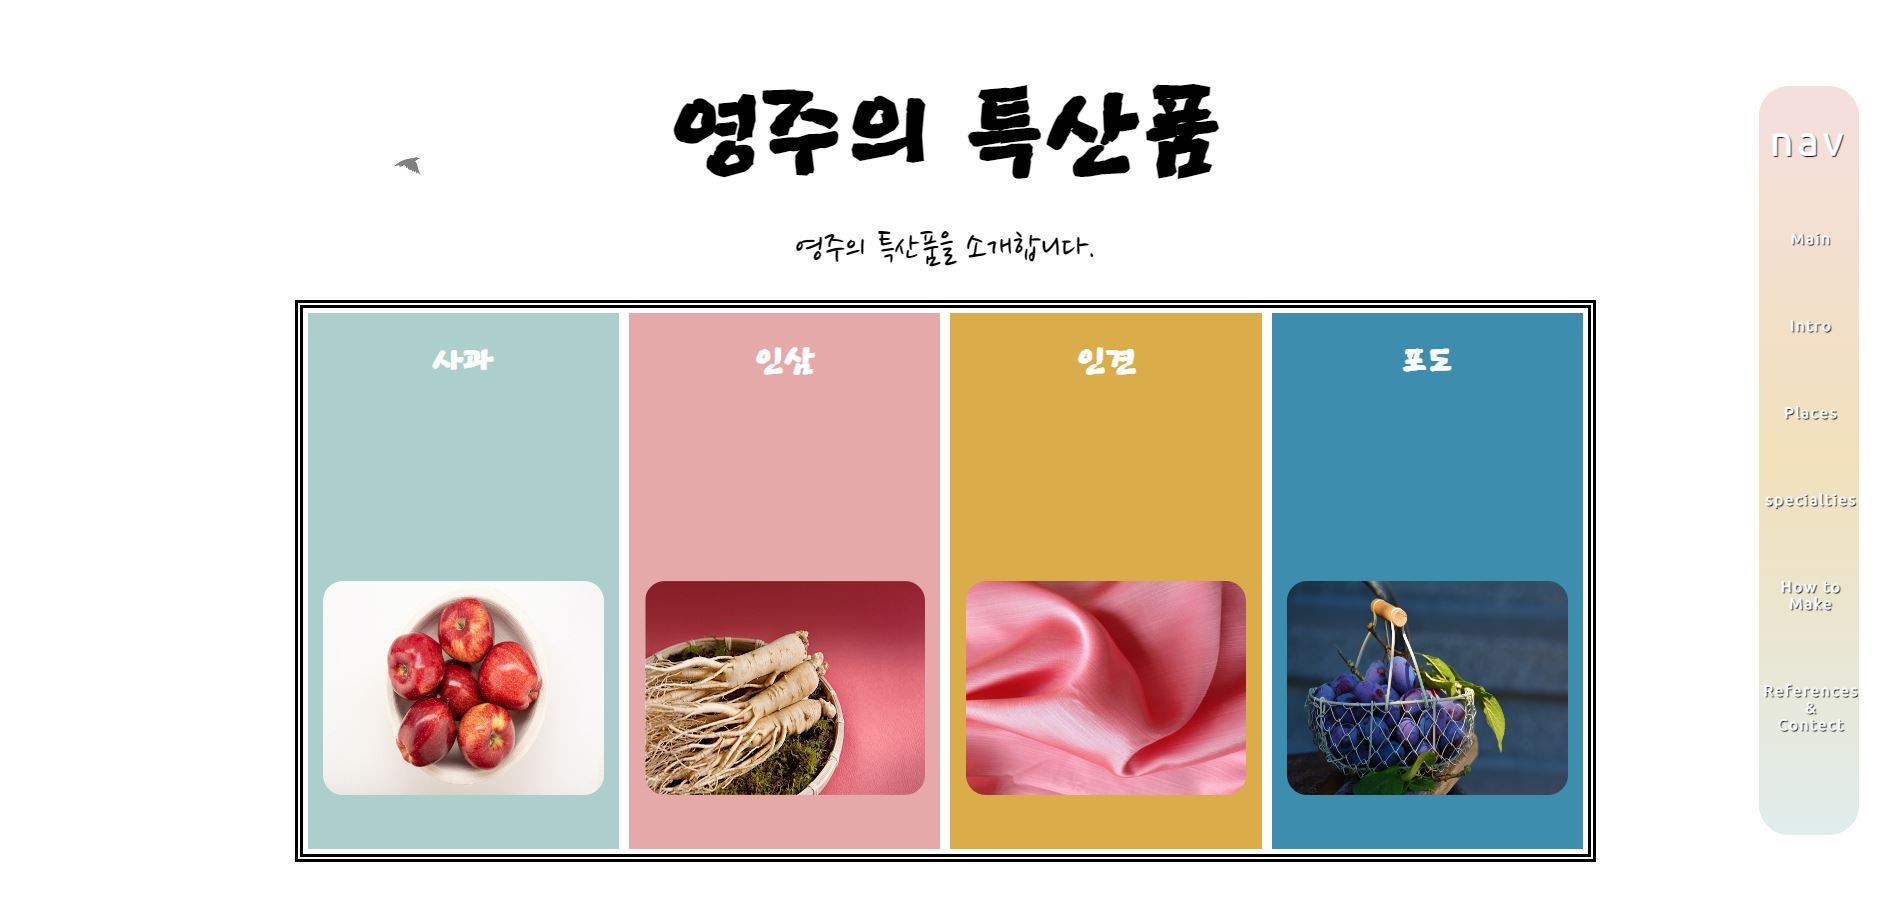 영주의 특산품
영주의 특산품을 소개합니다.
사과
인삼
인견
포도
nav
Main
Intro
Places
specialties
How to
Make
References
&
Contect